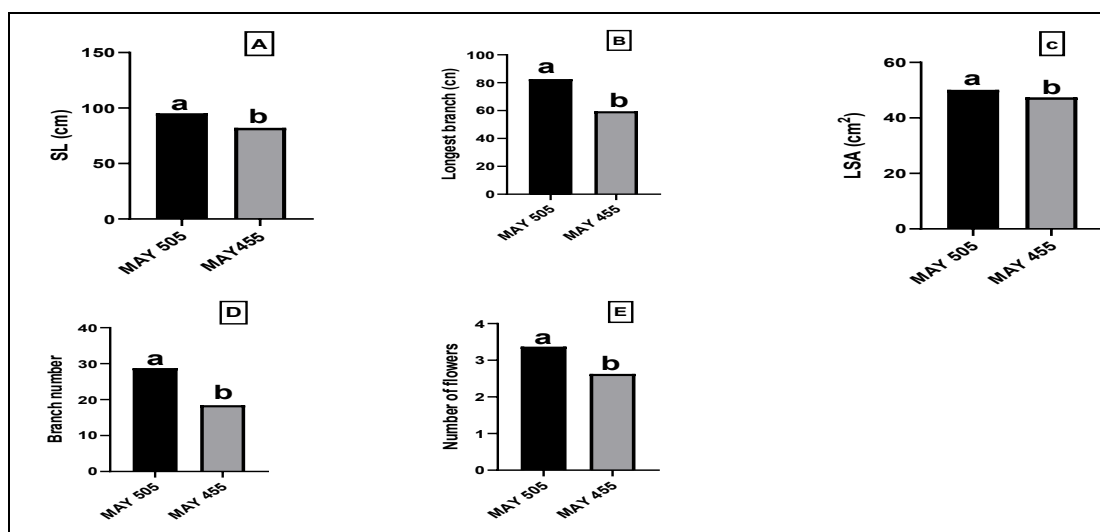 A
SL (cm)
150
100
50
0
a
b
MAY 505
MAY455
B
Longest branch (cn)
100
80
60
40
20
0
a
b
MAY 505
MAY 455
c
LSA (cm²)
60
40
20
0
a
b
MAY 505
MAY 455
D
Branch number
40
30
20
10
0
a
b
MAY 505
MAY 455
E
Number of flowers
4
3
2
1
0
a
b
MAY 505
MAY 455